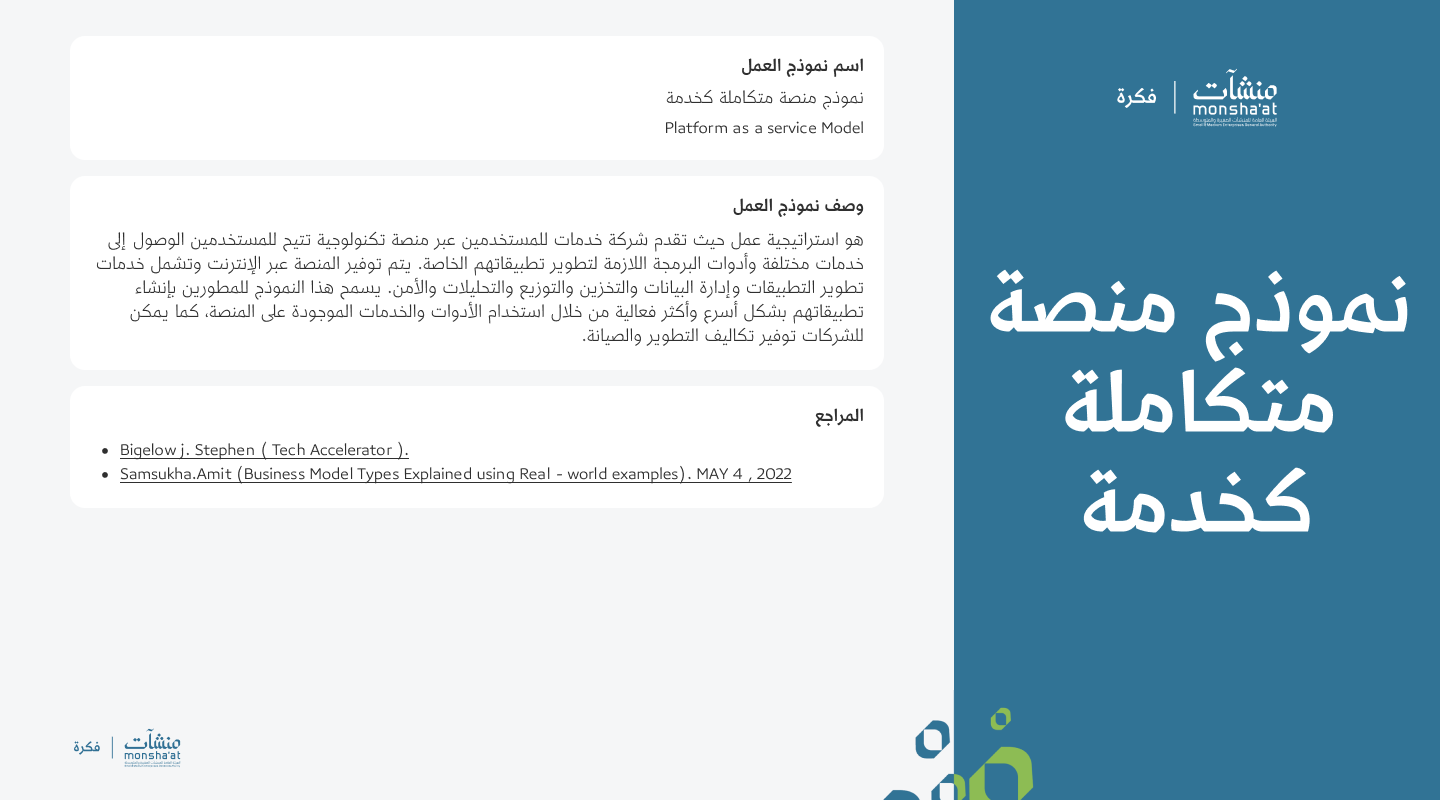 منشآت
monsha'at
الهيئة العامة للمنشآت الصغيرة والمتوسطة
Small & Medium Enterprises General Authority
فكرة
نموذج منصة
متكاملة
كخدمة
اسم نموذج العمل
نموذج منصة متكاملة كخدمة
Platform as a service Model
وصف نموذج العمل
هو استراتيجية عمل حيث تقدم شركة خدمات للمستخدمين عبر منصة تكنولوجية تتيح للمستخدمين الوصول إلى
خدمات مختلفة وأدوات البرمجة اللازمة لتطوير تطبيقاتهم الخاصة. يتم توفير المنصة عبر الإنترنت وتشمل خدمات
تطوير التطبيقات وإدارة البيانات والتخزين والتوزيع والتحليلات والأمن. يسمح هذا النموذج للمطورين بإنشاء
تطبيقاتهم بشكل أسرع وأكثر فعالية من خلال استخدام الأدوات والخدمات الموجودة على المنصة، كما يمكن
للشركات توفير تكاليف التطوير والصيانة.
المراجع
• Bigelow j. Stephen ( Tech Accelerator ).
• Samsukha.Amit (Business Model Types Explained using Real - world examples). MAY 4 , 2022
منشآت
monsha'at
فكرة